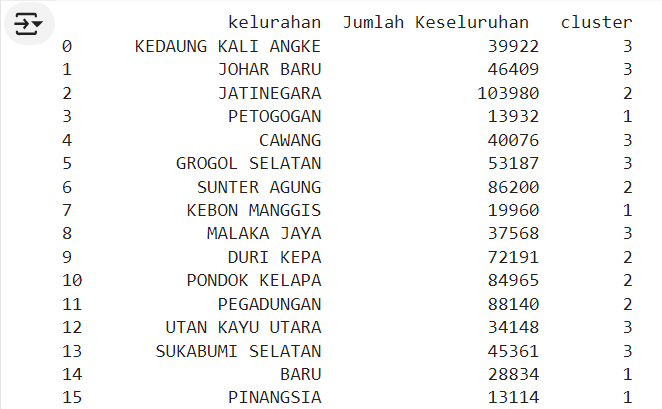 kelurahan Jumlah Keseluruhan cluster
0 KEDAUNG KALI ANGKE 39922 3
1 JOHAR BARU 46409 3
2 JATINEGARA 103980 2
3 PETOGOGAN 13932 1
4 CAWANG 40076 3
5 GROGOL SELATAN 53187 3
6 SUNTER AGUNG 86200 2
7 KEBON MANGGIS 19960 1
8 MALAKA JAYA 37568 3
9 DURI KEPA 72191 2
10 PONDOK KELAPA 84965 2
11 PEGADUNGAN 88140 2
12 UTAN KAYU UTARA 34148 3
13 SUKABUMI SELATAN 45361 3
14 BARU 28834 1
15 PINANGSIA 13114 1